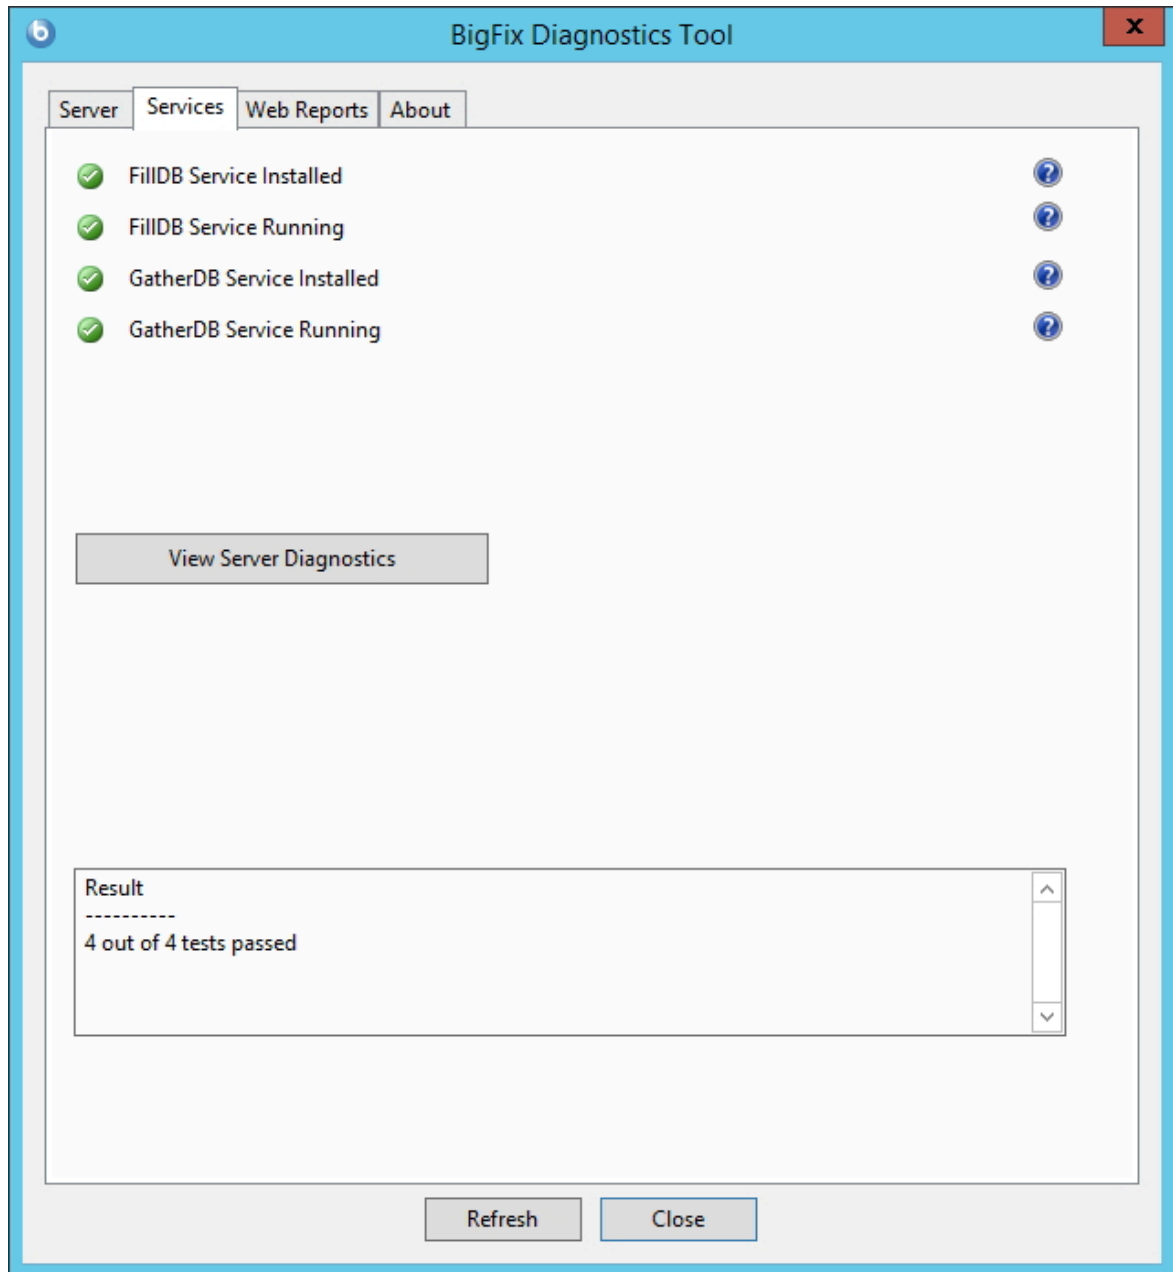 BigFix Diagnostics Tool
x
Server Services Web Reports About
FillDB Service Installed ?
FillDB Service Running ?
GatherDB Service Installed ?
GatherDB Service Running ?
View Server Diagnostics
Result
----------
4 out of 4 tests passed
Refresh Close